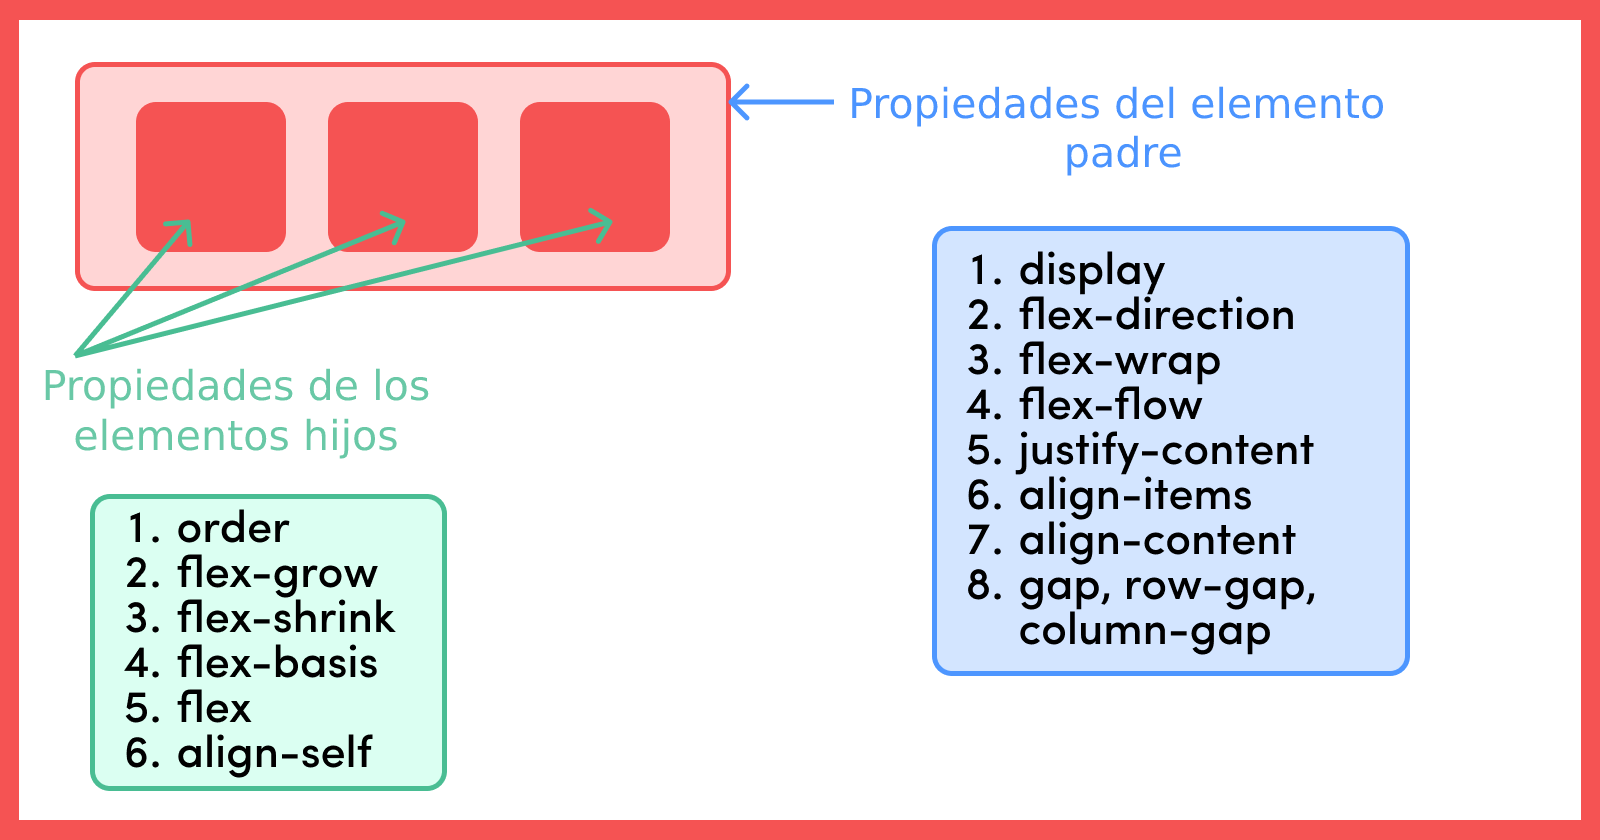 Propiedades del elemento
padre
Propiedades de los
elementos hijos
1. order
2. flex-grow
3. flex-shrink
4. flex-basis
5. flex
6. align-self
1. display
2. flex-direction
3. flex-wrap
4. flex-flow
5. justify-content
6. align-items
7. align-content
8. gap, row-gap,
column-gap